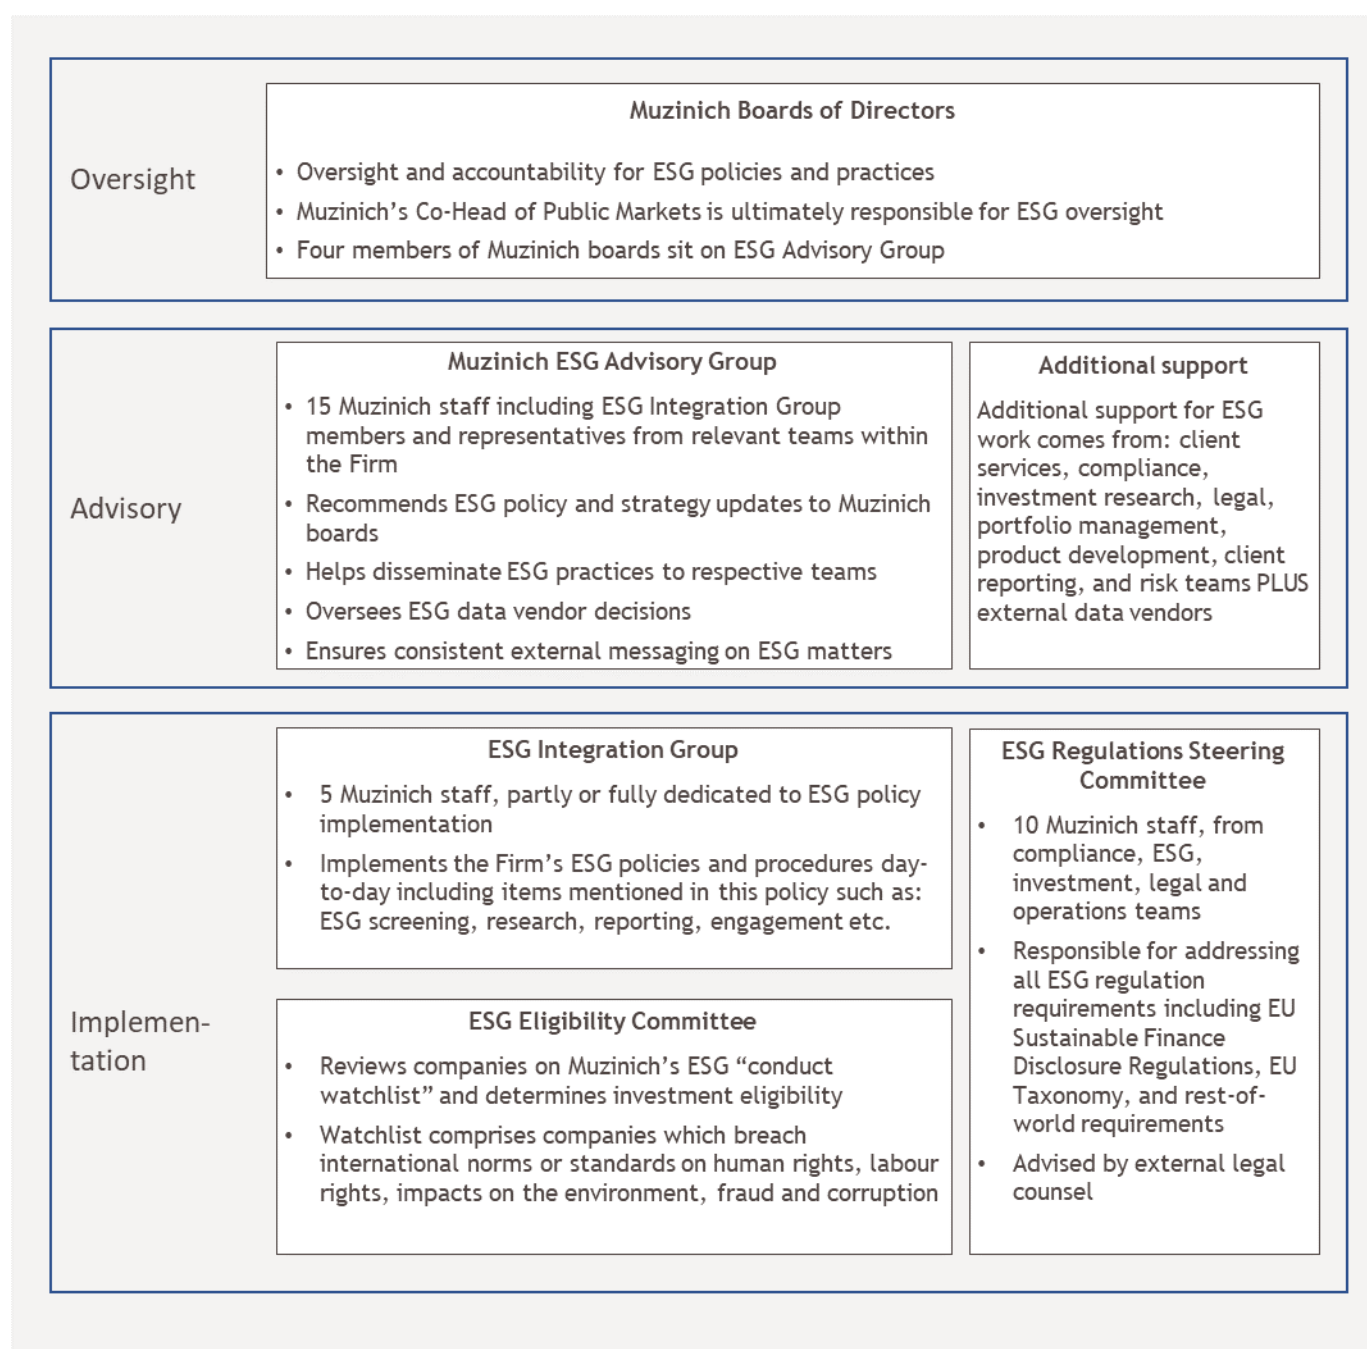 Oversight
Muzinich Boards of Directors
• Oversight and accountability for ESG policies and practices
• Muzinich’s Co-Head of Public Markets is ultimately responsible for ESG oversight
• Four members of Muzinich boards sit on ESG Advisory Group
Advisory
Muzinich ESG Advisory Group
• 15 Muzinich staff including ESG Integration Group
members and representatives from relevant teams within
the Firm
• Recommends ESG policy and strategy updates to Muzinich
boards
• Helps disseminate ESG practices to respective teams
• Oversees ESG data vendor decisions
• Ensures consistent external messaging on ESG matters
Additional support
Additional support for ESG
work comes from: client
services, compliance,
investment research, legal,
portfolio management,
product development, client
reporting, and risk teams PLUS
external data vendors
Implemen-
tation
ESG Integration Group
• 5 Muzinich staff, partly or fully dedicated to ESG policy
implementation
• Implements the Firm’s ESG policies and procedures day-
to-day including items mentioned in this policy such as:
ESG screening, research, reporting, engagement etc.
ESG Eligibility Committee
• Reviews companies on Muzinich’s ESG “conduct
watchlist” and determines investment eligibility
• Watchlist comprises companies which breach
international norms or standards on human rights, labour
rights, impacts on the environment, fraud and corruption
ESG Regulations Steering
Committee
• 10 Muzinich staff, from
compliance, ESG,
investment, legal and
operations teams
• Responsible for addressing
all ESG regulation
requirements including EU
Sustainable Finance
Disclosure Regulations, EU
Taxonomy, and rest-of-
world requirements
• Advised by external legal
counsel